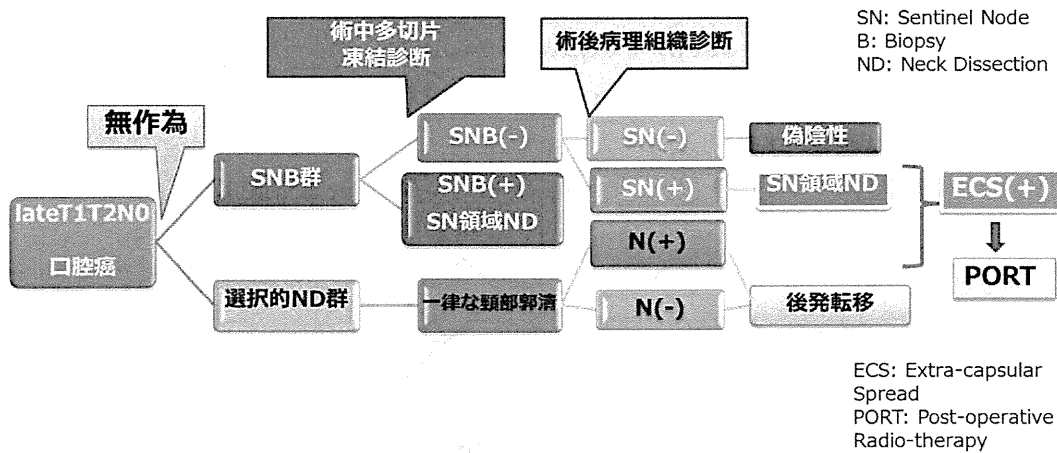 術中多切片
凍結診断
術後病理組織診断
SN: Sentinel Node
B: Biopsy
ND: Neck Dissection
無作為
SNB(-)
SN(-)
偽陰性
SNB群
SNB(+)
SN領域ND
SN(+)
SN領域ND
ECS(+)
lateT1T2N0
口腔癌
N(+)
PORT
選択的ND群
一律な頸部郭清
N(-)
後発転移
ECS: Extra-capsular
Spread
PORT: Post-operative
Radio-therapy